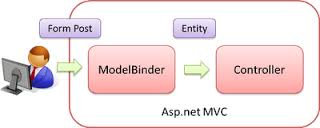 Form Post
Entity
ModelBinder
Controller
Asp.net MVC